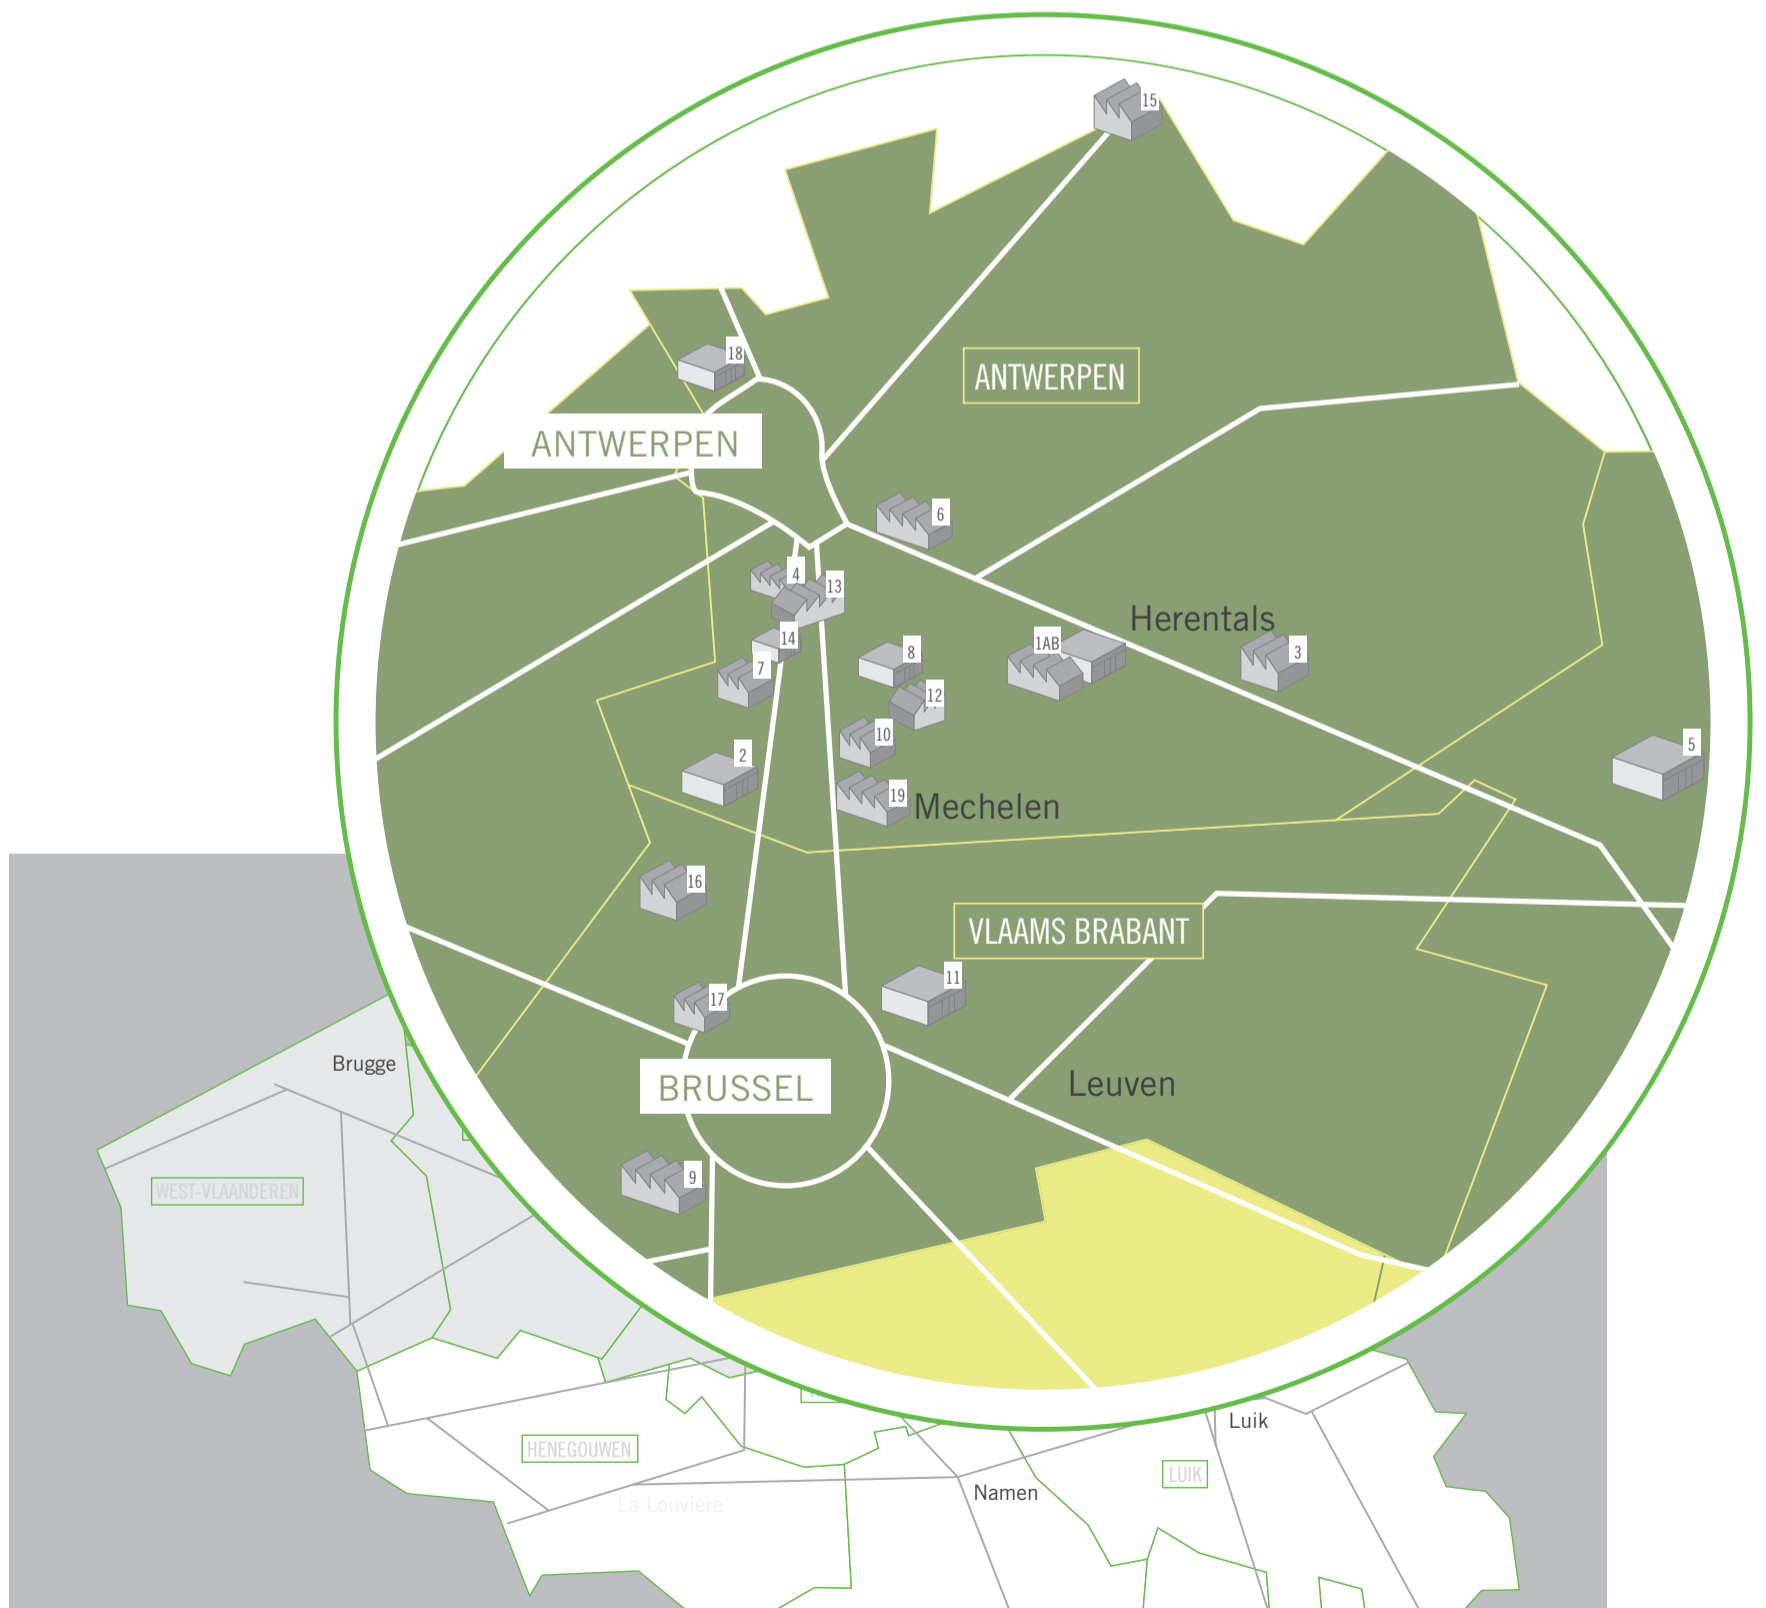 15
18
ANTWERPEN
ANTWERPEN
6
4
13
Herentals
14
1AB
8
3
7
12
10
5
2
19
Mechelen
16
VLAAMS BRABANT
11
17
Brugge
BRUSSEL
Leuven
9
WEST-VLAANDEREN
Luik
HENEGOUWEN
LUIK
Namen
La Louvière